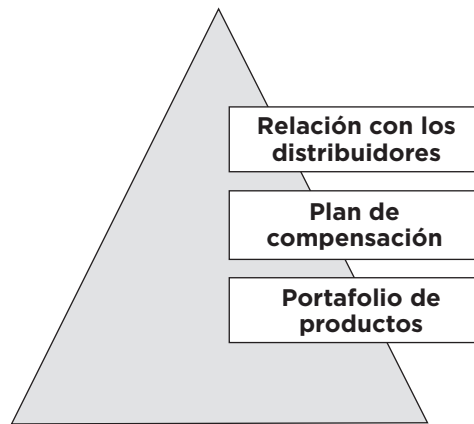 Relación con los
distribuidores
Plan de
compensación
Portafolio de
productos